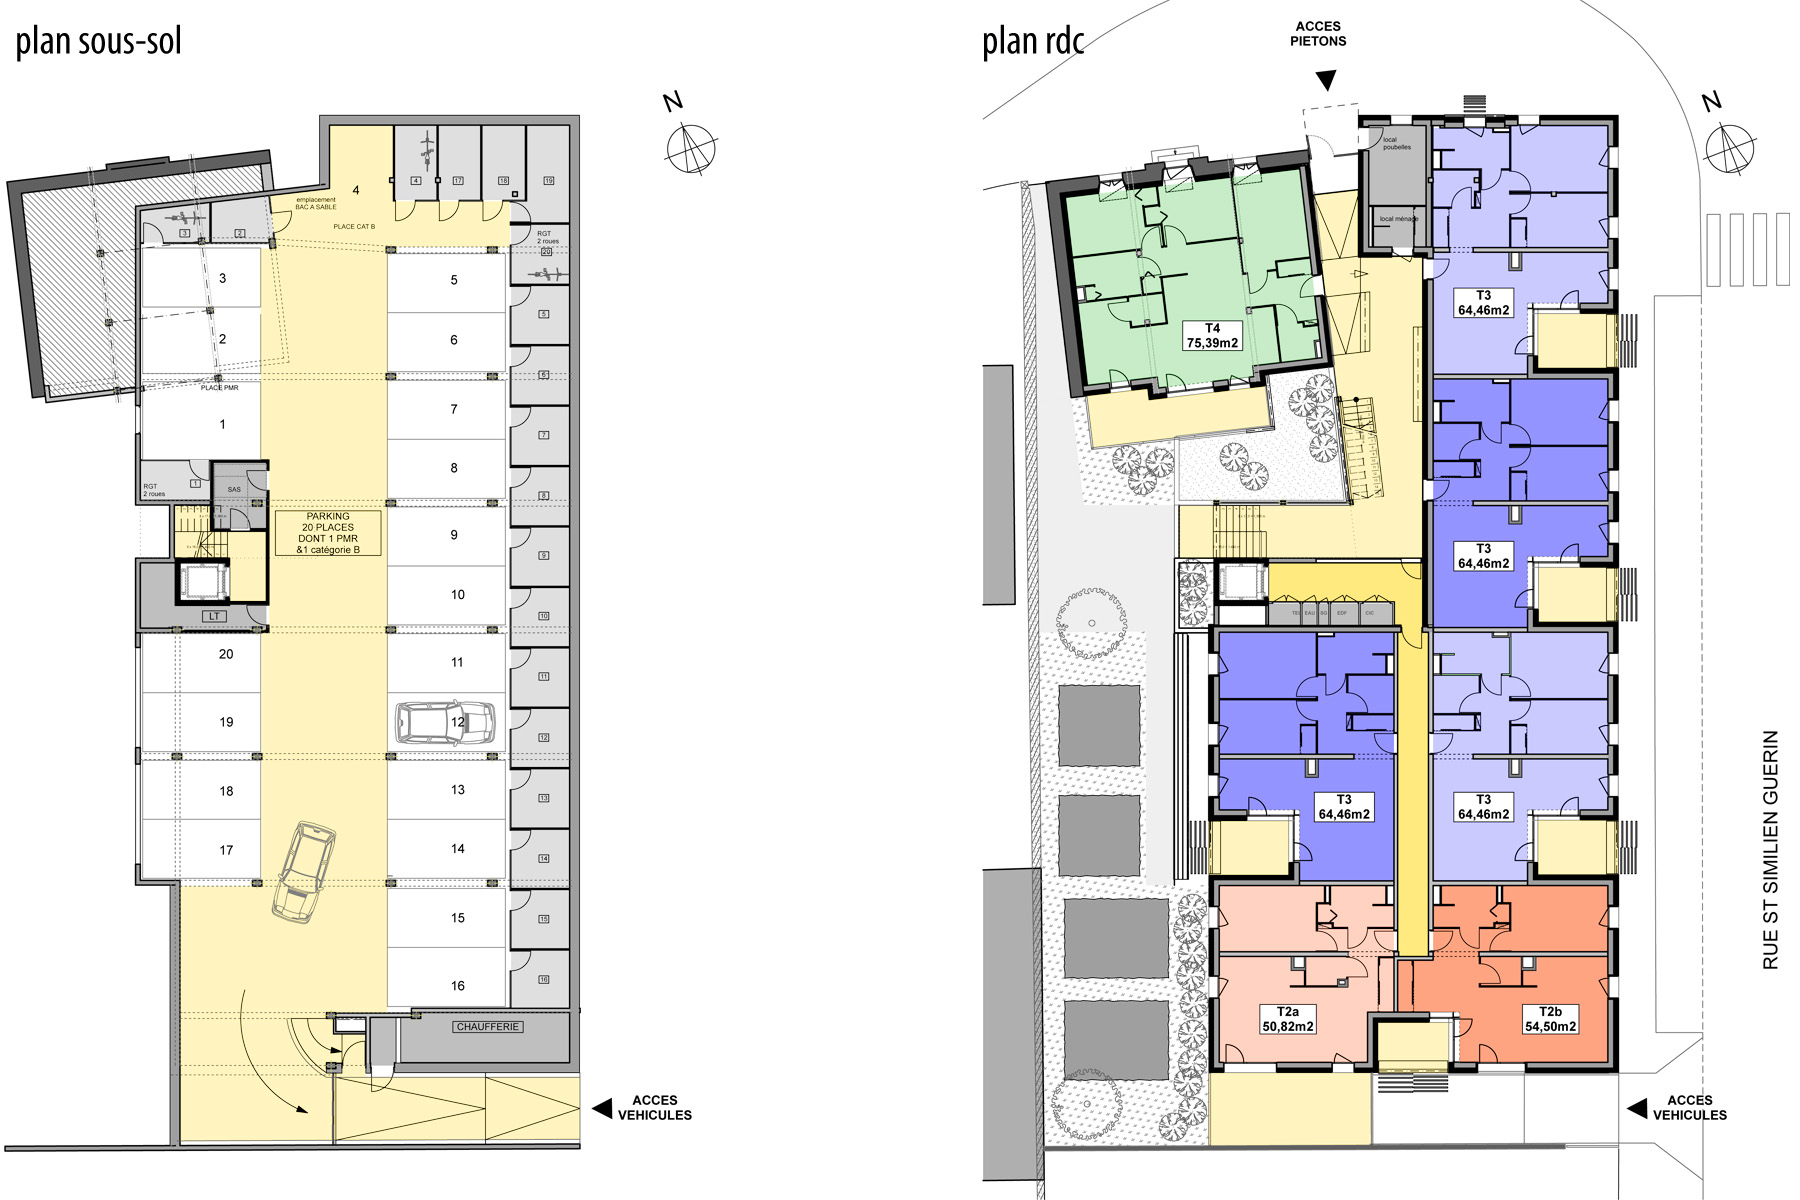 plan sous-sol
N
4
emplacement
BAC A SABLE
PLACE CAT B
4
17
18
19
RGT
2 roues
20
3
2
3
2
PLACE PMR
1
RGT
2 roues
1
SAS
PARKING
20 PLACES
DONT 1 PMR
&1 catégorie B
LT
20
19
18
17
5
6
7
8
9
10
11
12
13
14
15
16
5
6
7
8
9
10
11
12
13
14
15
16
CHAUFFERIE
ACCES
VEHICULES
plan rdc
ACCES
PIETONS
N
local
poubelles
local ménage
T4
75,39m2
T3
64,46m2
T3
64,46m2
TEL EAU SG EDF CIC
T3
64,46m2
T3
64,46m2
T2a
50,82m2
T2b
54,50m2
RUE ST SIMILIEN GUERIN
ACCES
VEHICULES